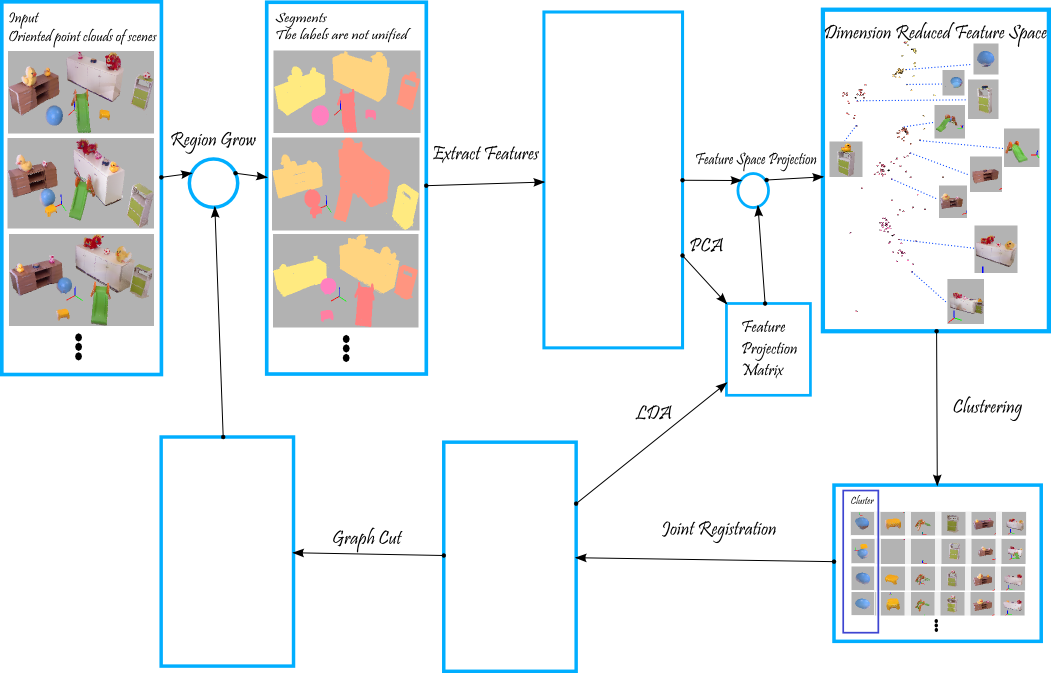 Input
Oriented point clouds of scenes
Segments
The labels are not unified
Dimension Reduced Feature Space
Region Grow
Extract Features
Feature Space Projection
PCA
Feature
Projection
Matrix
LDA
Clustrering
Cluster
Joint Registration
Graph Cut